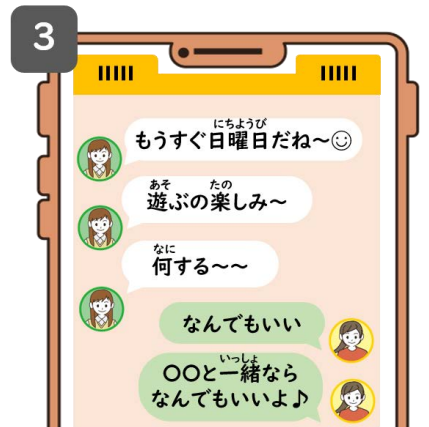 3
もうすぐ日曜日だね〜☺
遊ぶの楽しみ〜
何する〜〜
なんでもいい
〇〇と一緒なら
なんでもいいよ♪